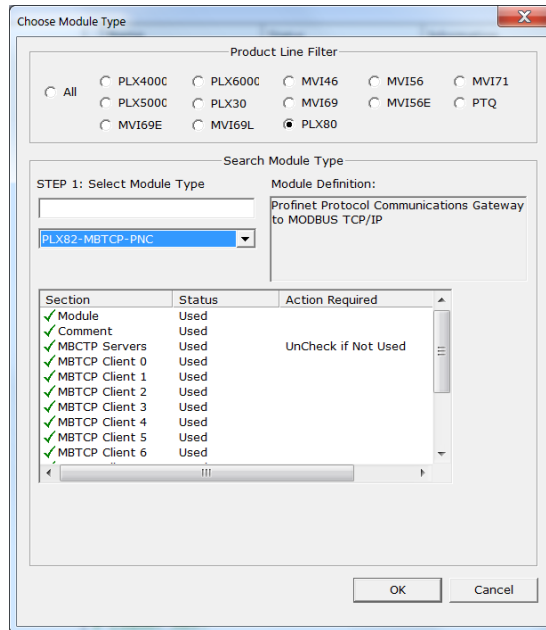 Choose Module Type
Product Line Filter
All
PLX400C
PLX600C
MVI46
MVI56
MVI71
PLX500C
PLX30
MVI69
MVI56E
PTQ
MVI69E
MVI69L
PLX80
Search Module Type
STEP 1: Select Module Type
Module Definition:
Profinet Protocol Communications Gateway
to MODBUS TCP/IP
PLX82-MBTCP-PNC
Section Status Action Required
Module Used
Comment Used
MBCTP Servers Used UnCheck if Not Used
MBTCP Client 0 Used
MBTCP Client 1 Used
MBTCP Client 2 Used
MBTCP Client 3 Used
MBTCP Client 4 Used
MBTCP Client 5 Used
MBTCP Client 6 Used
OK Cancel